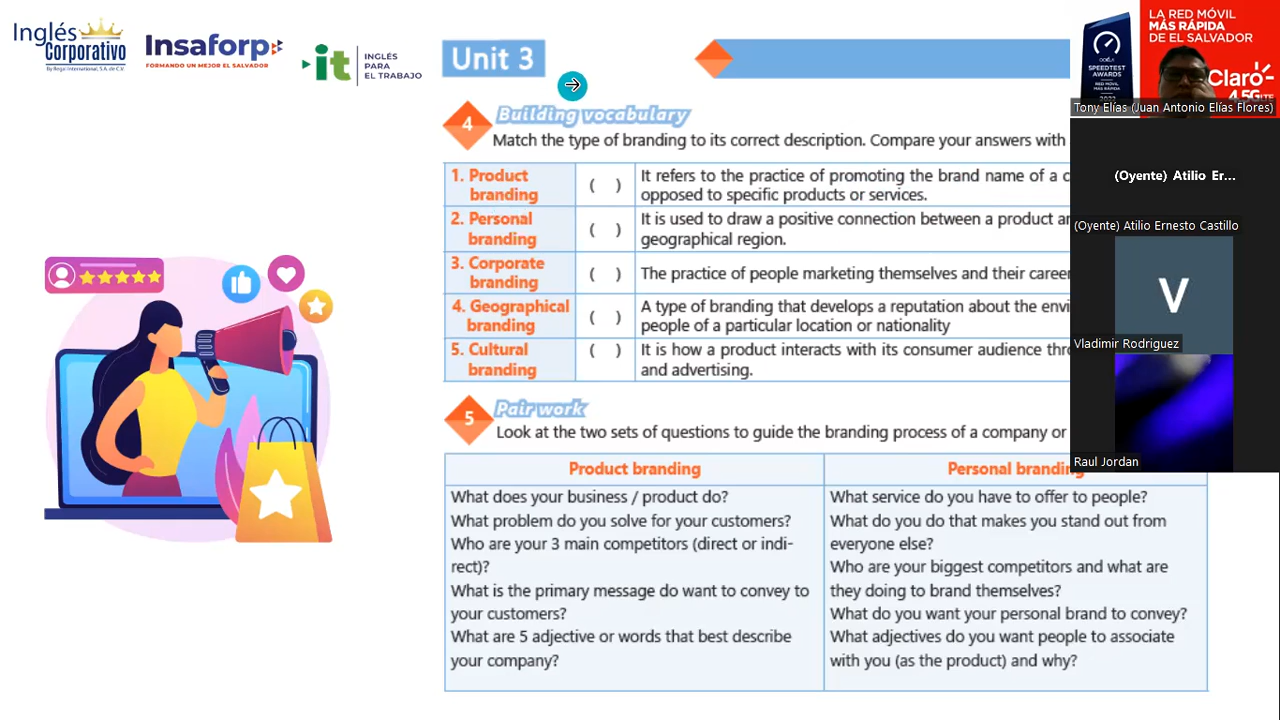 Inglés
Corporativo
By Regal International, S.A. de C.V.
Insaforp
FORMANDO UN MEJOR EL SALVADOR
it
INGLÉS
PARA
EL TRABAJO
Unit 3
4
Building vocabulary
Match the type of branding to its correct description. Compare your answers with
1. Product
branding
( )
It refers to the practice of promoting the brand name of a c
opposed to specific products or services.
2. Personal
branding
( )
It is used to draw a positive connection between a product ar
geographical region.
3. Corporate
branding
( )
The practice of people marketing themselves and their career
4. Geographical
branding
( )
A type of branding that develops a reputation about the envi
people of a particular location or nationality
5. Cultural
branding
( )
It is how a product interacts with its consumer audience thr
and advertising.
5
Pair work
Look at the two sets of questions to guide the branding process of a company or
Product branding
What does your business / product do?
What problem do you solve for your customers?
Who are your 3 main competitors (direct or indi-
rect)?
What is the primary message do want to convey to
your customers?
What are 5 adjective or words that best describe
your company?
Personal branding
What service do you have to offer to people?
What do you do that makes you stand out from
everyone else?
Who are your biggest competitors and what are
they doing to brand themselves?
What do you want your personal brand to convey?
What adjectives do you want people to associate
with you (as the product) and why?
LA RED MÓVIL
MÁS RÁPIDA
DE EL SALVADOR
SPEEDTEST
AWARDS
Claro
4.5G LTE
Tony Elías (Juan Antonio Elías Flores)
(Oyente) Atilio Er...
(Oyente) Atilio Ernesto Castillo
V
Vladimir Rodriguez
Raul Jordan